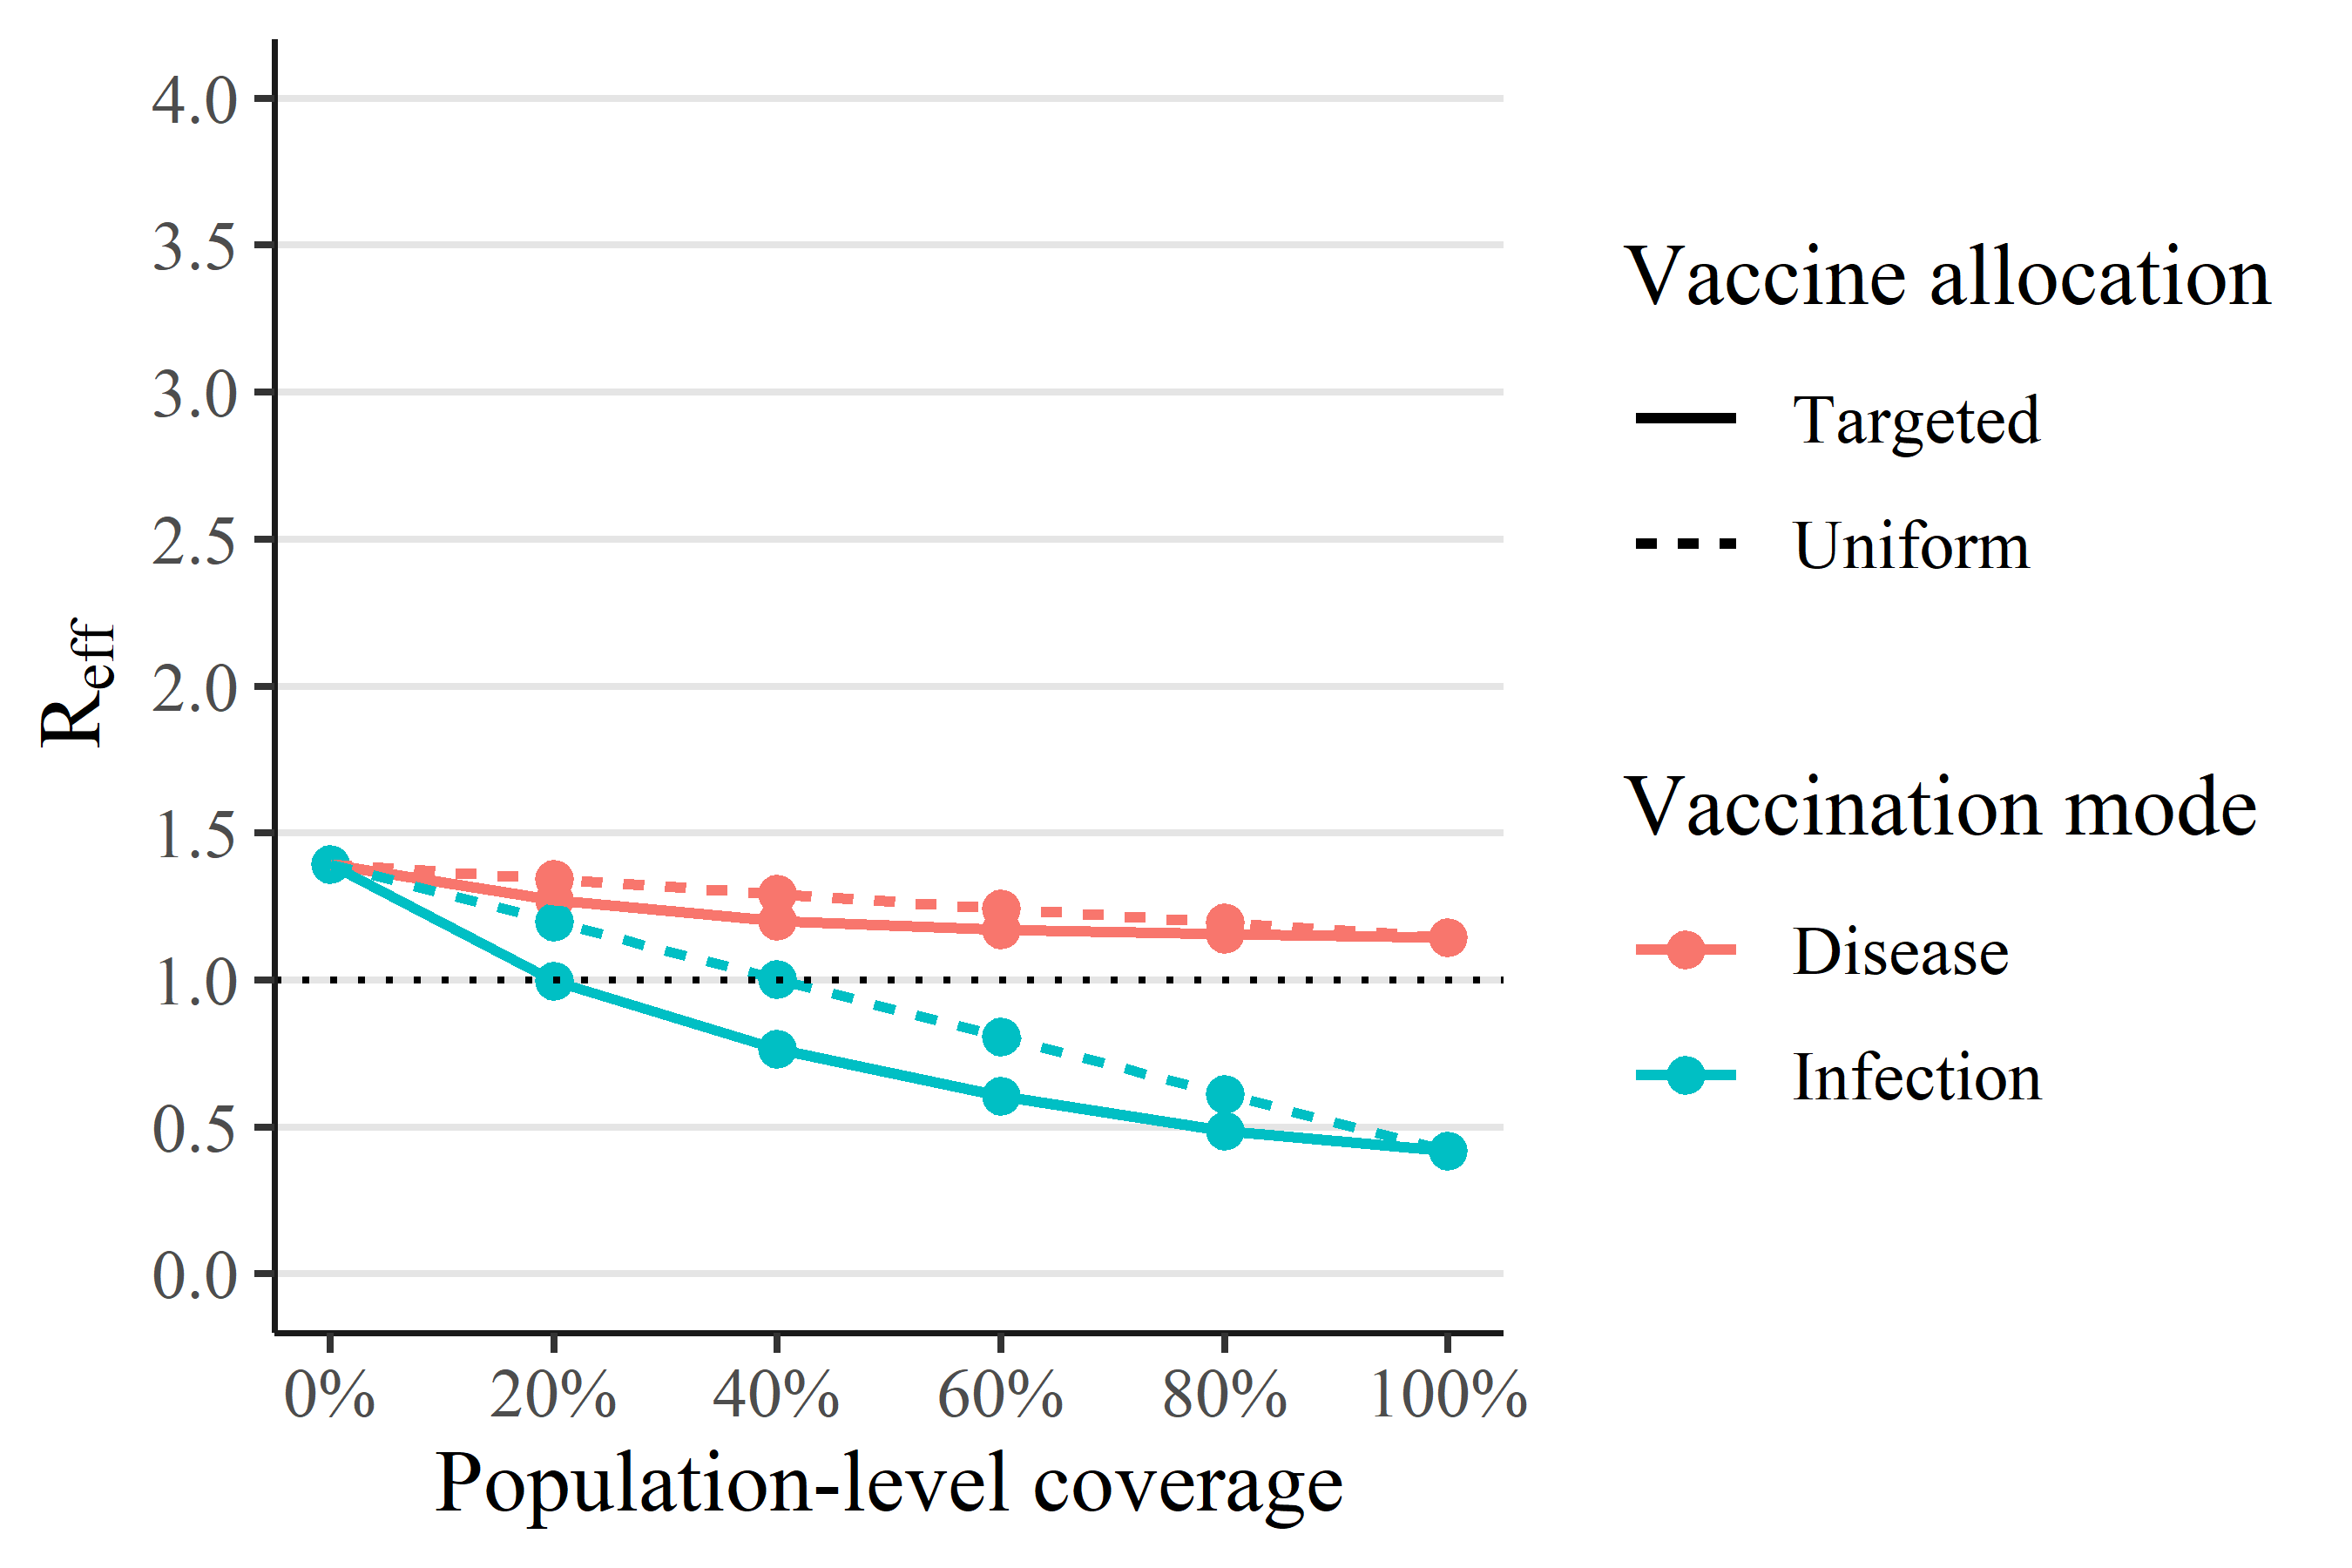 4.0
3.5
3.0
2.5
2.0
1.5
1.0
0.5
0.0
Reff
0%
20%
40%
60%
80%
100%
Population-level coverage
Vaccine allocation
Targeted
Uniform
Vaccination mode
Disease
Infection